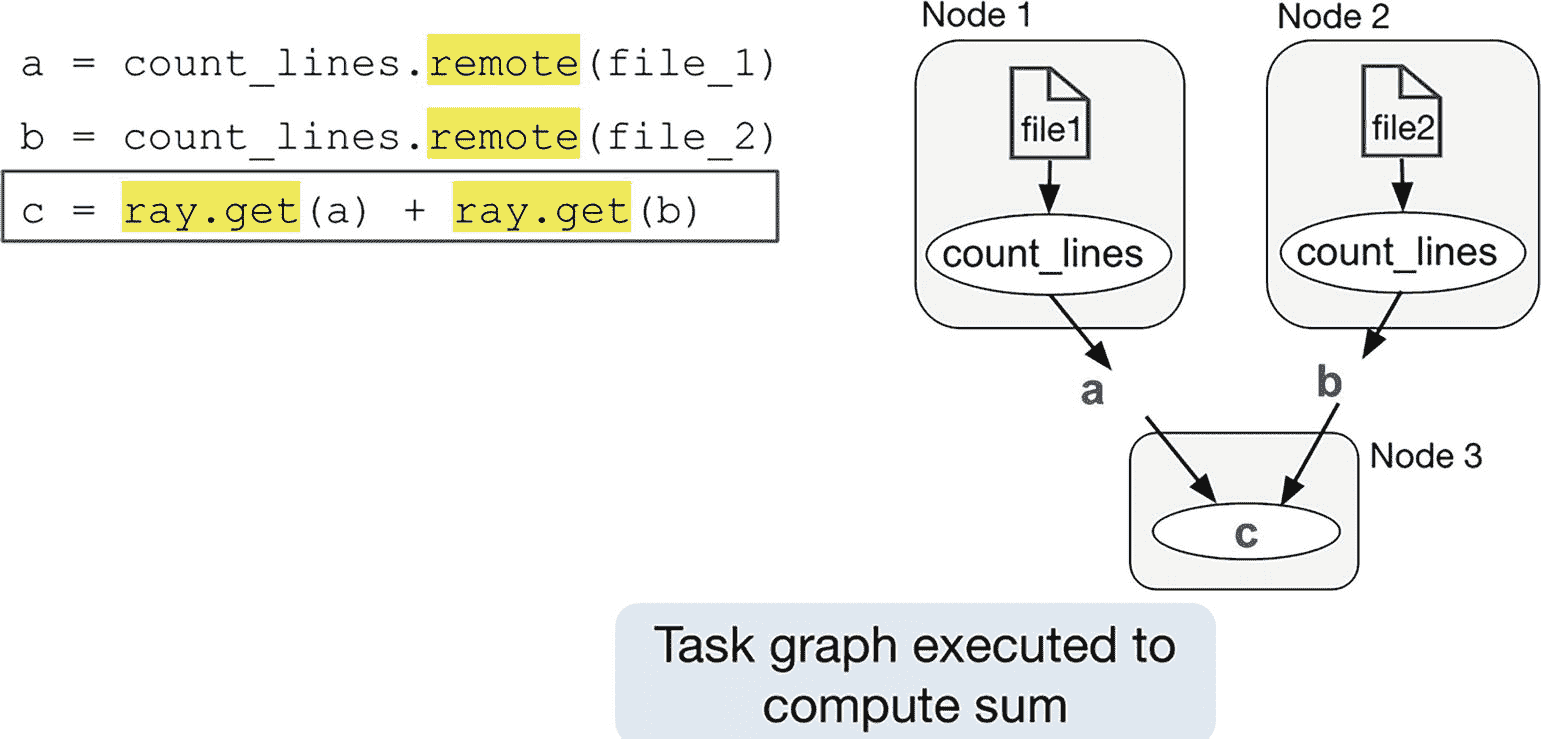 a = count_lines.remote(file_1)
b = count_lines.remote(file_2)
c = ray.get(a) + ray.get(b)
Node 1
Node 2
file1
file2
count_lines
count_lines
a
b
Node 3
c
Task graph executed to
compute sum